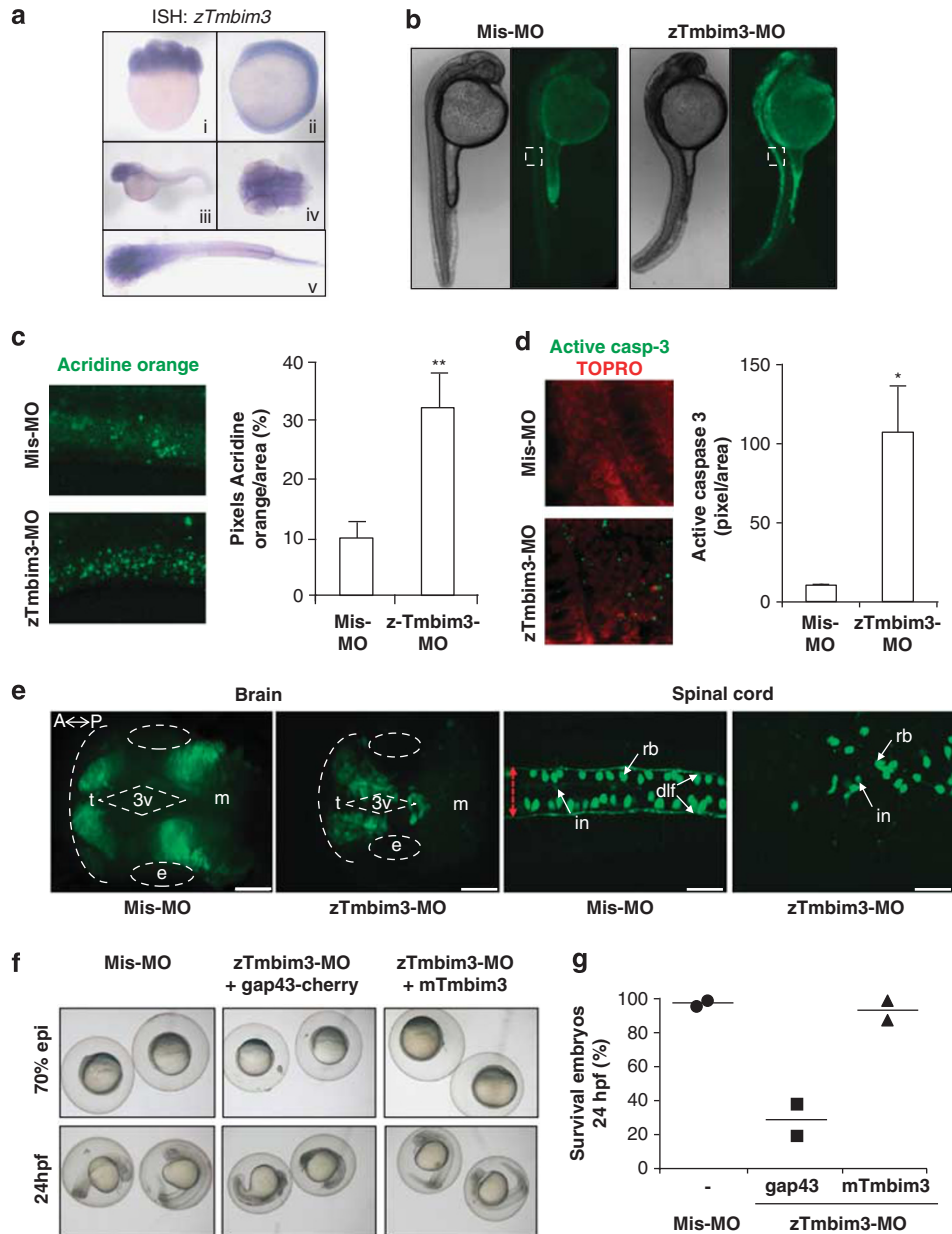 a
ISH: zTmbim3
i
ii
iii
iv
v
b
Mis-MO
zTmbim3-MO
c
Acridine orange
Mis-MO
zTmbim3-MO
Pixels Acridine
orange/area (%)
40
30
20
10
0
**
Mis-
MO
z-Tmbim3-
MO
d
Active casp-3
TOPRO
Mis-MO
zTmbim3-MO
Active caspase 3
(pixel/area)
150
100
50
0
*
Mis-
MO
zTmbim3-
MO
e
Brain
Spinal cord
A↔P
t
3v
m
e
t
3v
m
e
rb
dlf
in
rb
in
Mis-MO
zTmbim3-MO
Mis-MO
zTmbim3-MO
f
Mis-MO
zTmbim3-MO
+ gap43-cherry
zTmbim3-MO
+ mTmbim3
70% epi
24hpf
g
Survival embryos
24 hpf (%)
100
80
60
40
20
0
-
gap43
mTmbim3
Mis-MO
zTmbim3-MO